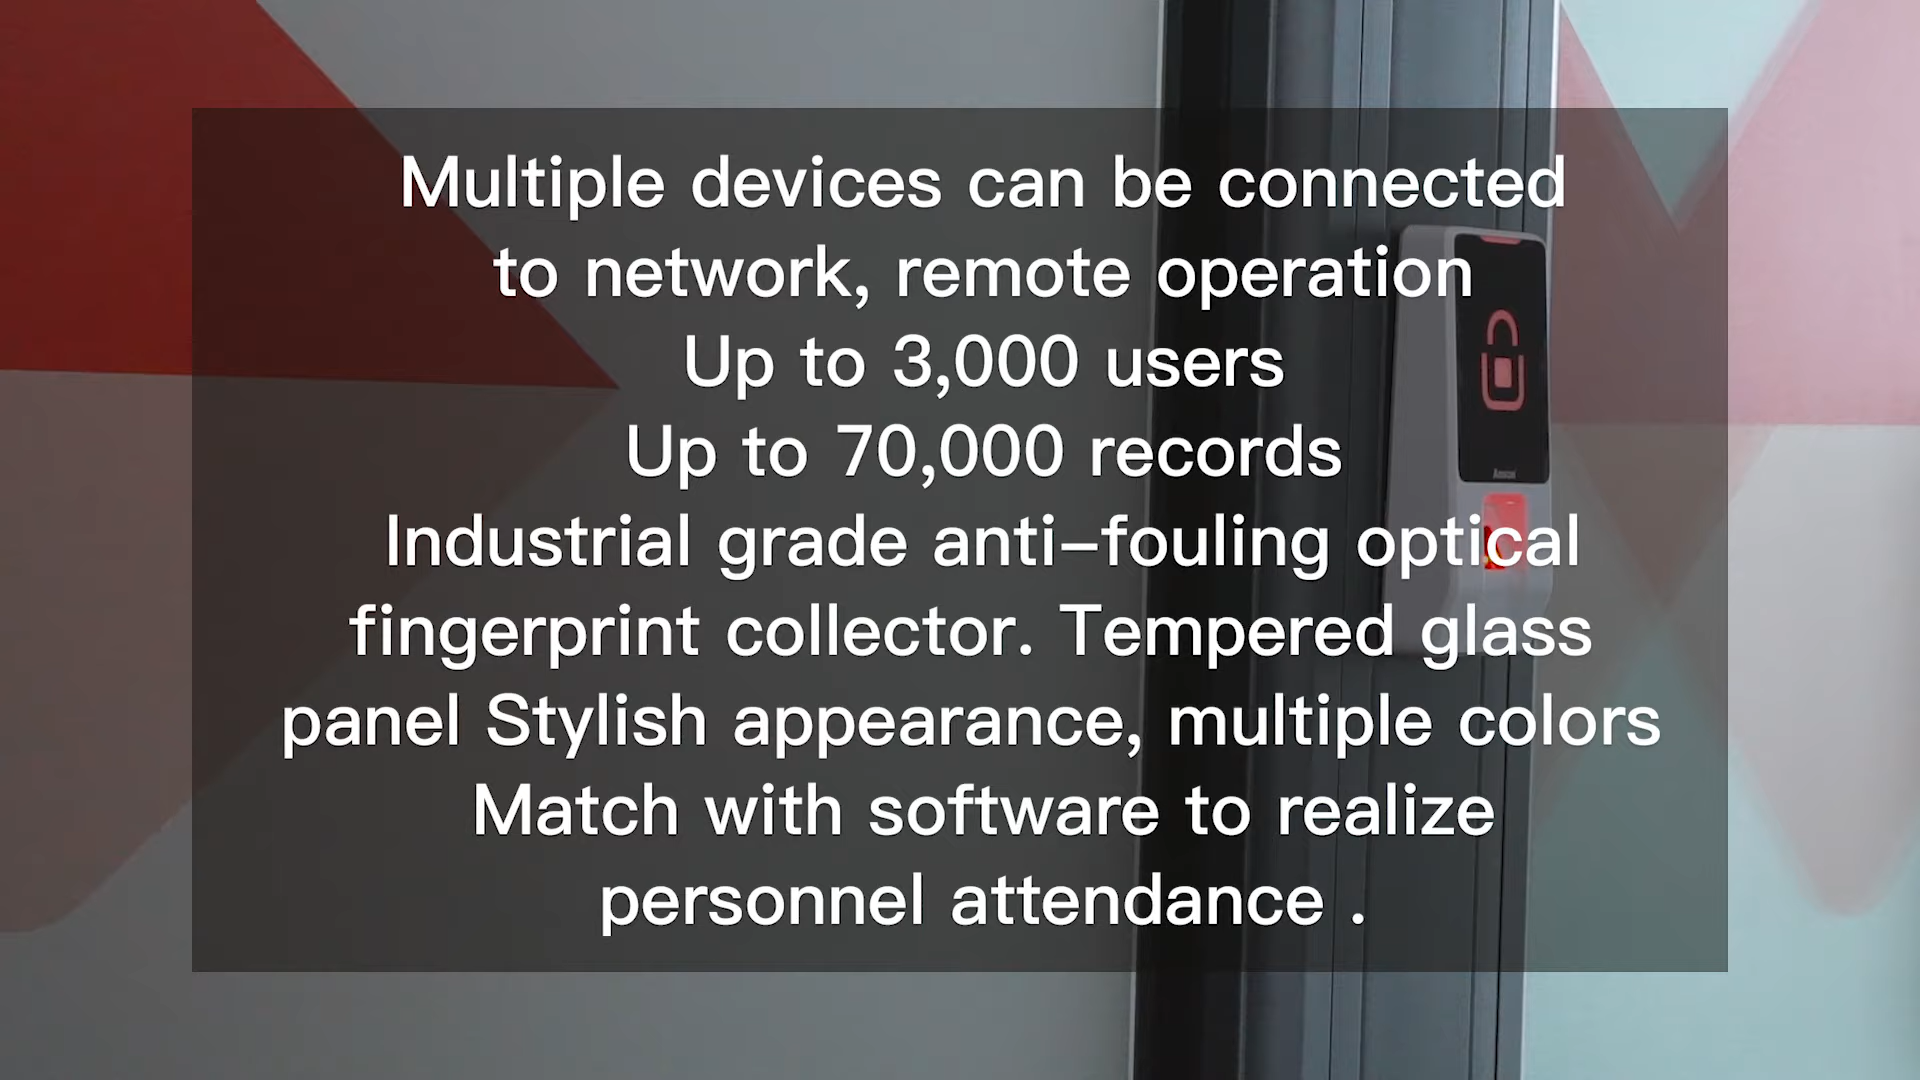 Multiple devices can be connected
to network, remote operation
Up to 3,000 users
Up to 70,000 records
Industrial grade anti–fouling optical
fingerprint collector. Tempered glass
panel Stylish appearance, multiple colors
Match with software to realize
personnel attendance .